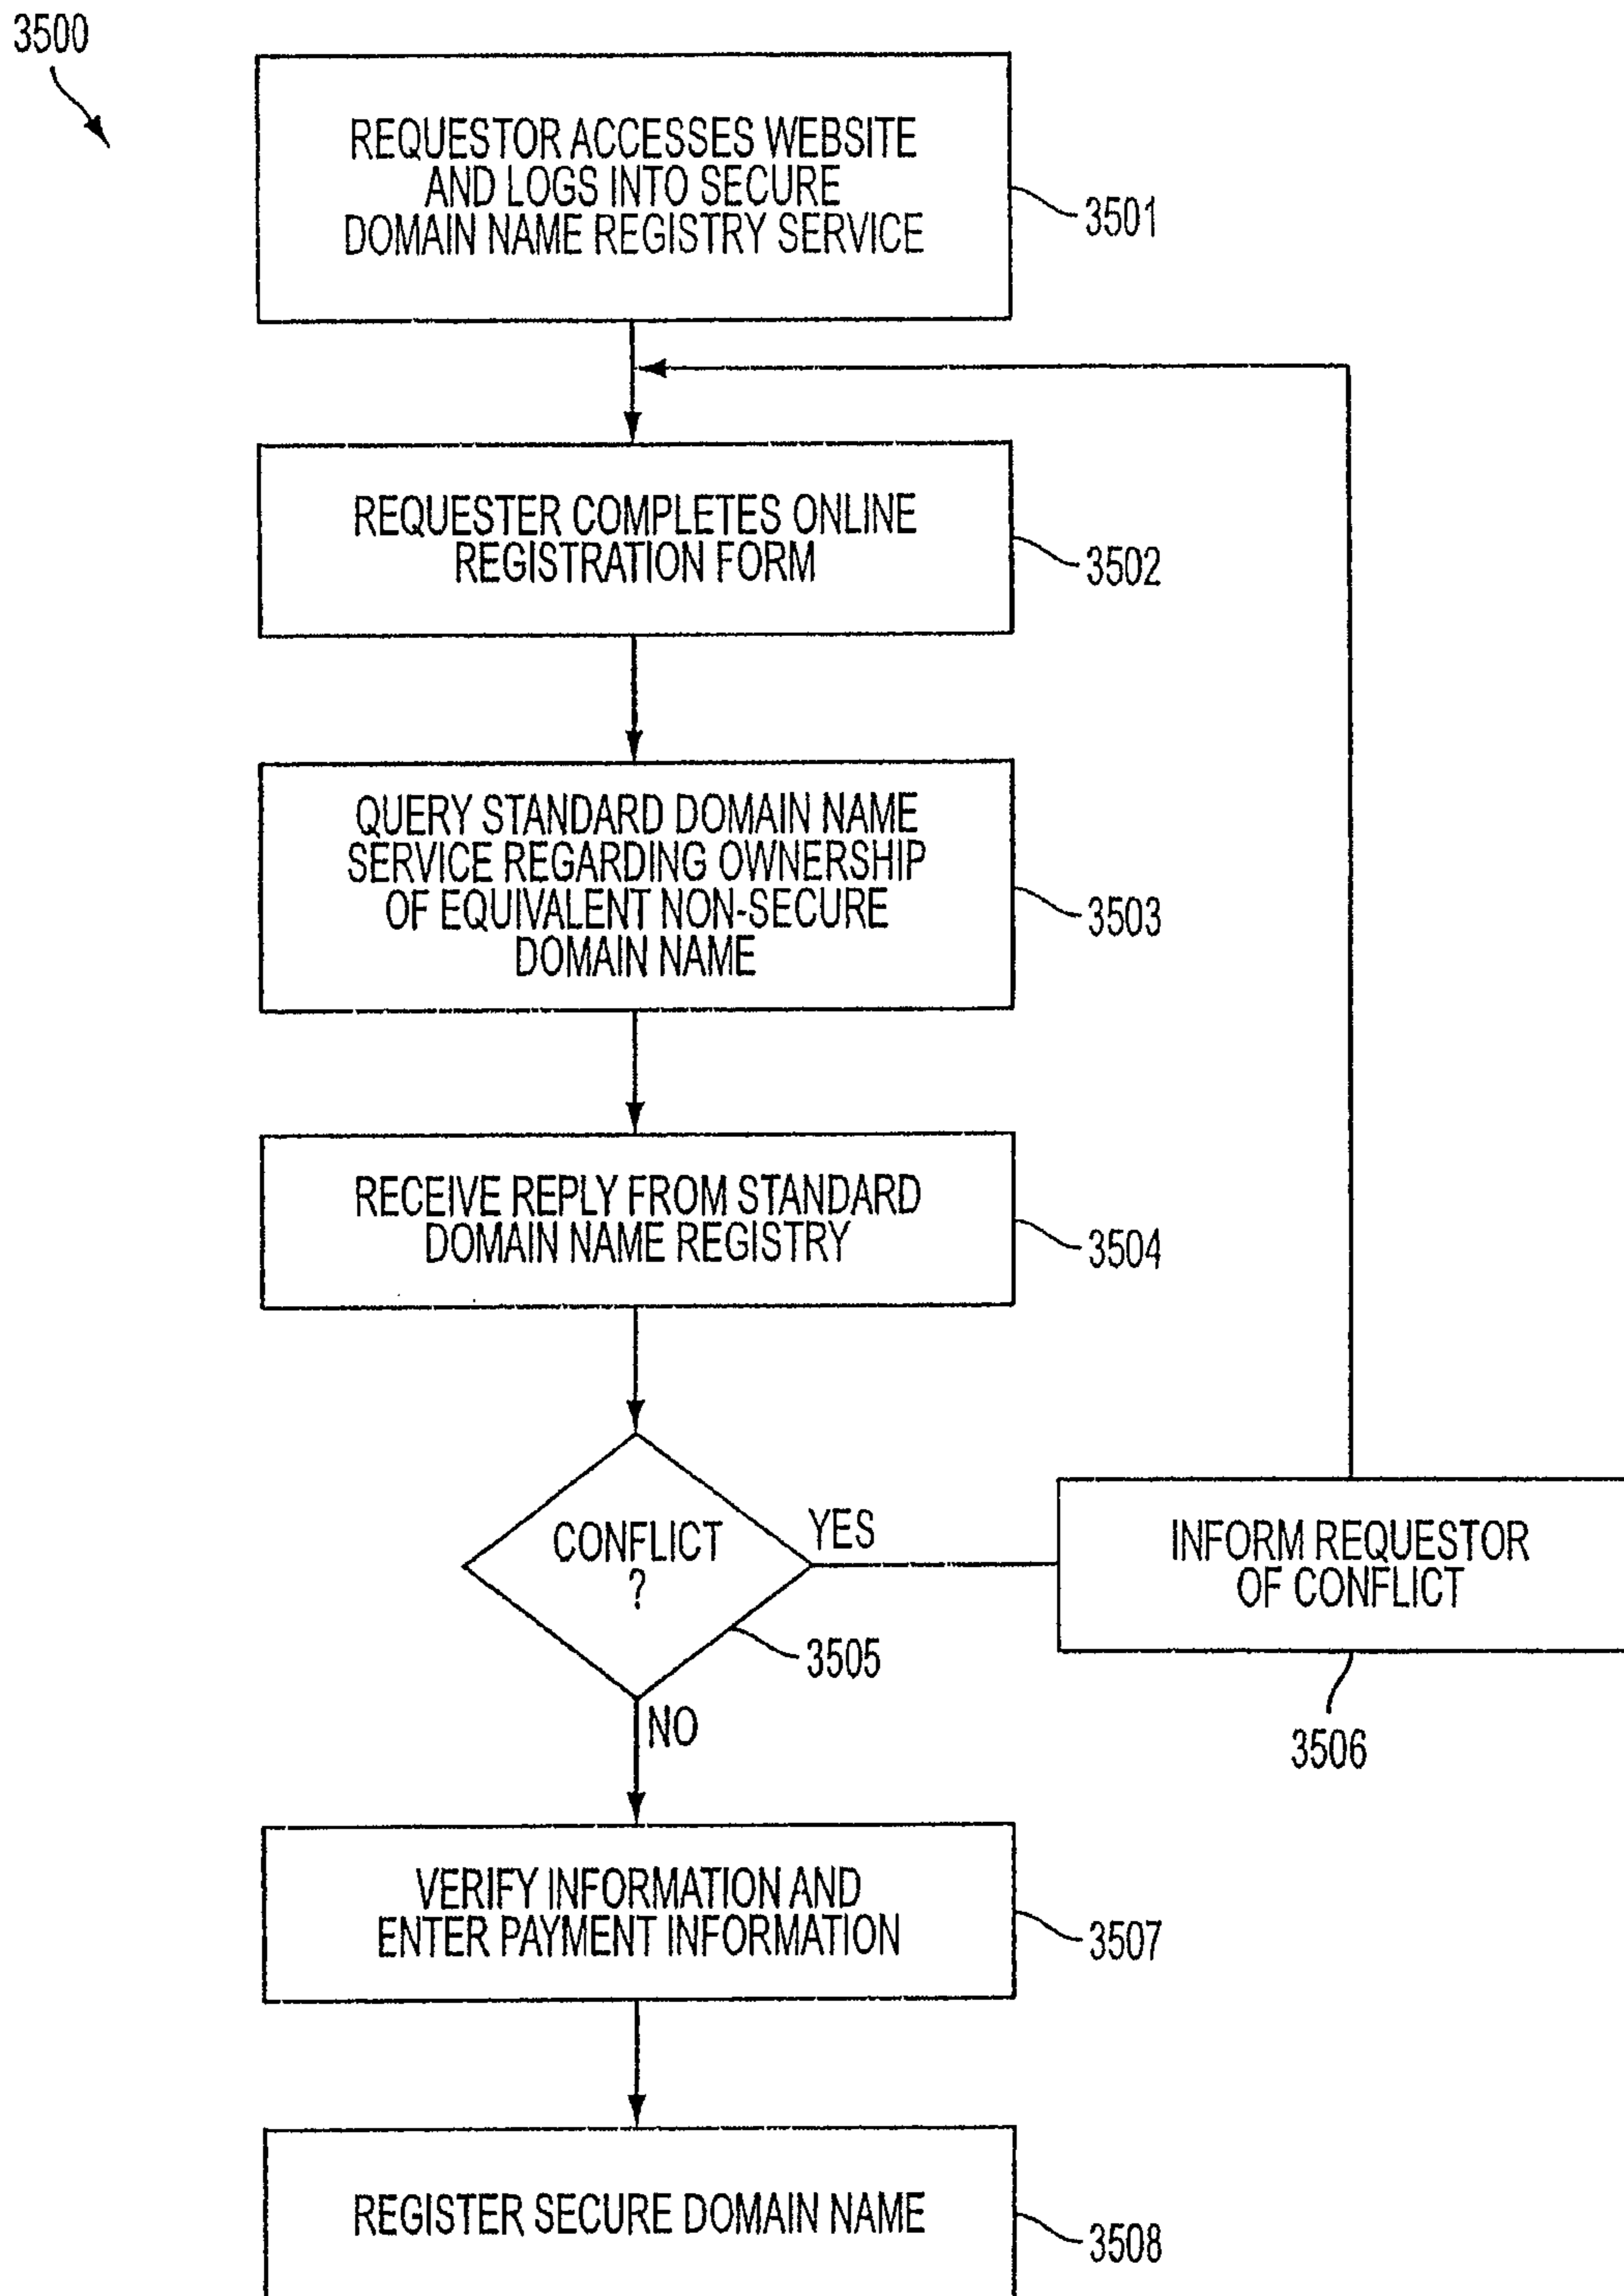 3500
REQUESTOR ACCESSES WEBSITE
AND LOGS INTO SECURE
DOMAIN NAME REGISTRY SERVICE
3501
REQUESTER COMPLETES ONLINE
REGISTRATION FORM
3502
QUERY STANDARD DOMAIN NAME
SERVICE REGARDING OWNERSHIP
OF EQUIVALENT NON-SECURE
DOMAIN NAME
3503
RECEIVE REPLY FROM STANDARD
DOMAIN NAME REGISTRY
3504
CONFLICT
?
YES
3505
INFORM REQUESTOR
OF CONFLICT
3506
NO
VERIFY INFORMATION AND
ENTER PAYMENT INFORMATION
3507
REGISTER SECURE DOMAIN NAME
3508